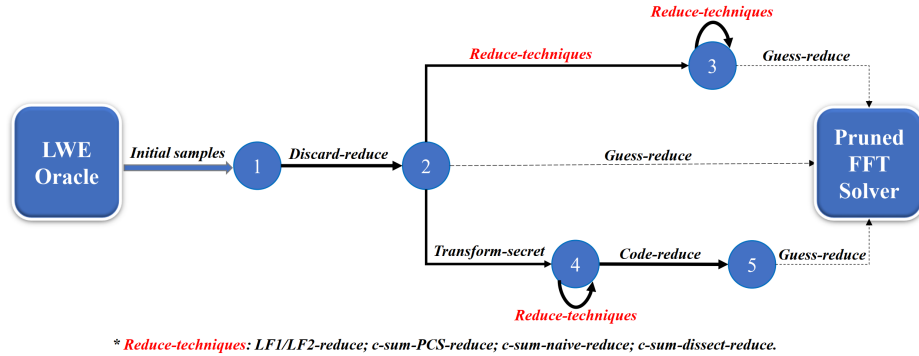 Reduce-techniques
Reduce-techniques
3
Guess-reduce
LWE
Oracle
Initial samples
1
Discard-reduce
2
Guess-reduce
Pruned
FFT
Solver
Transform-secret
4
Code-reduce
5
Guess-reduce
Reduce-techniques
* Reduce-techniques: LF1/LF2-reduce; c-sum-PCS-reduce; c-sum-naive-reduce; c-sum-dissect-reduce.